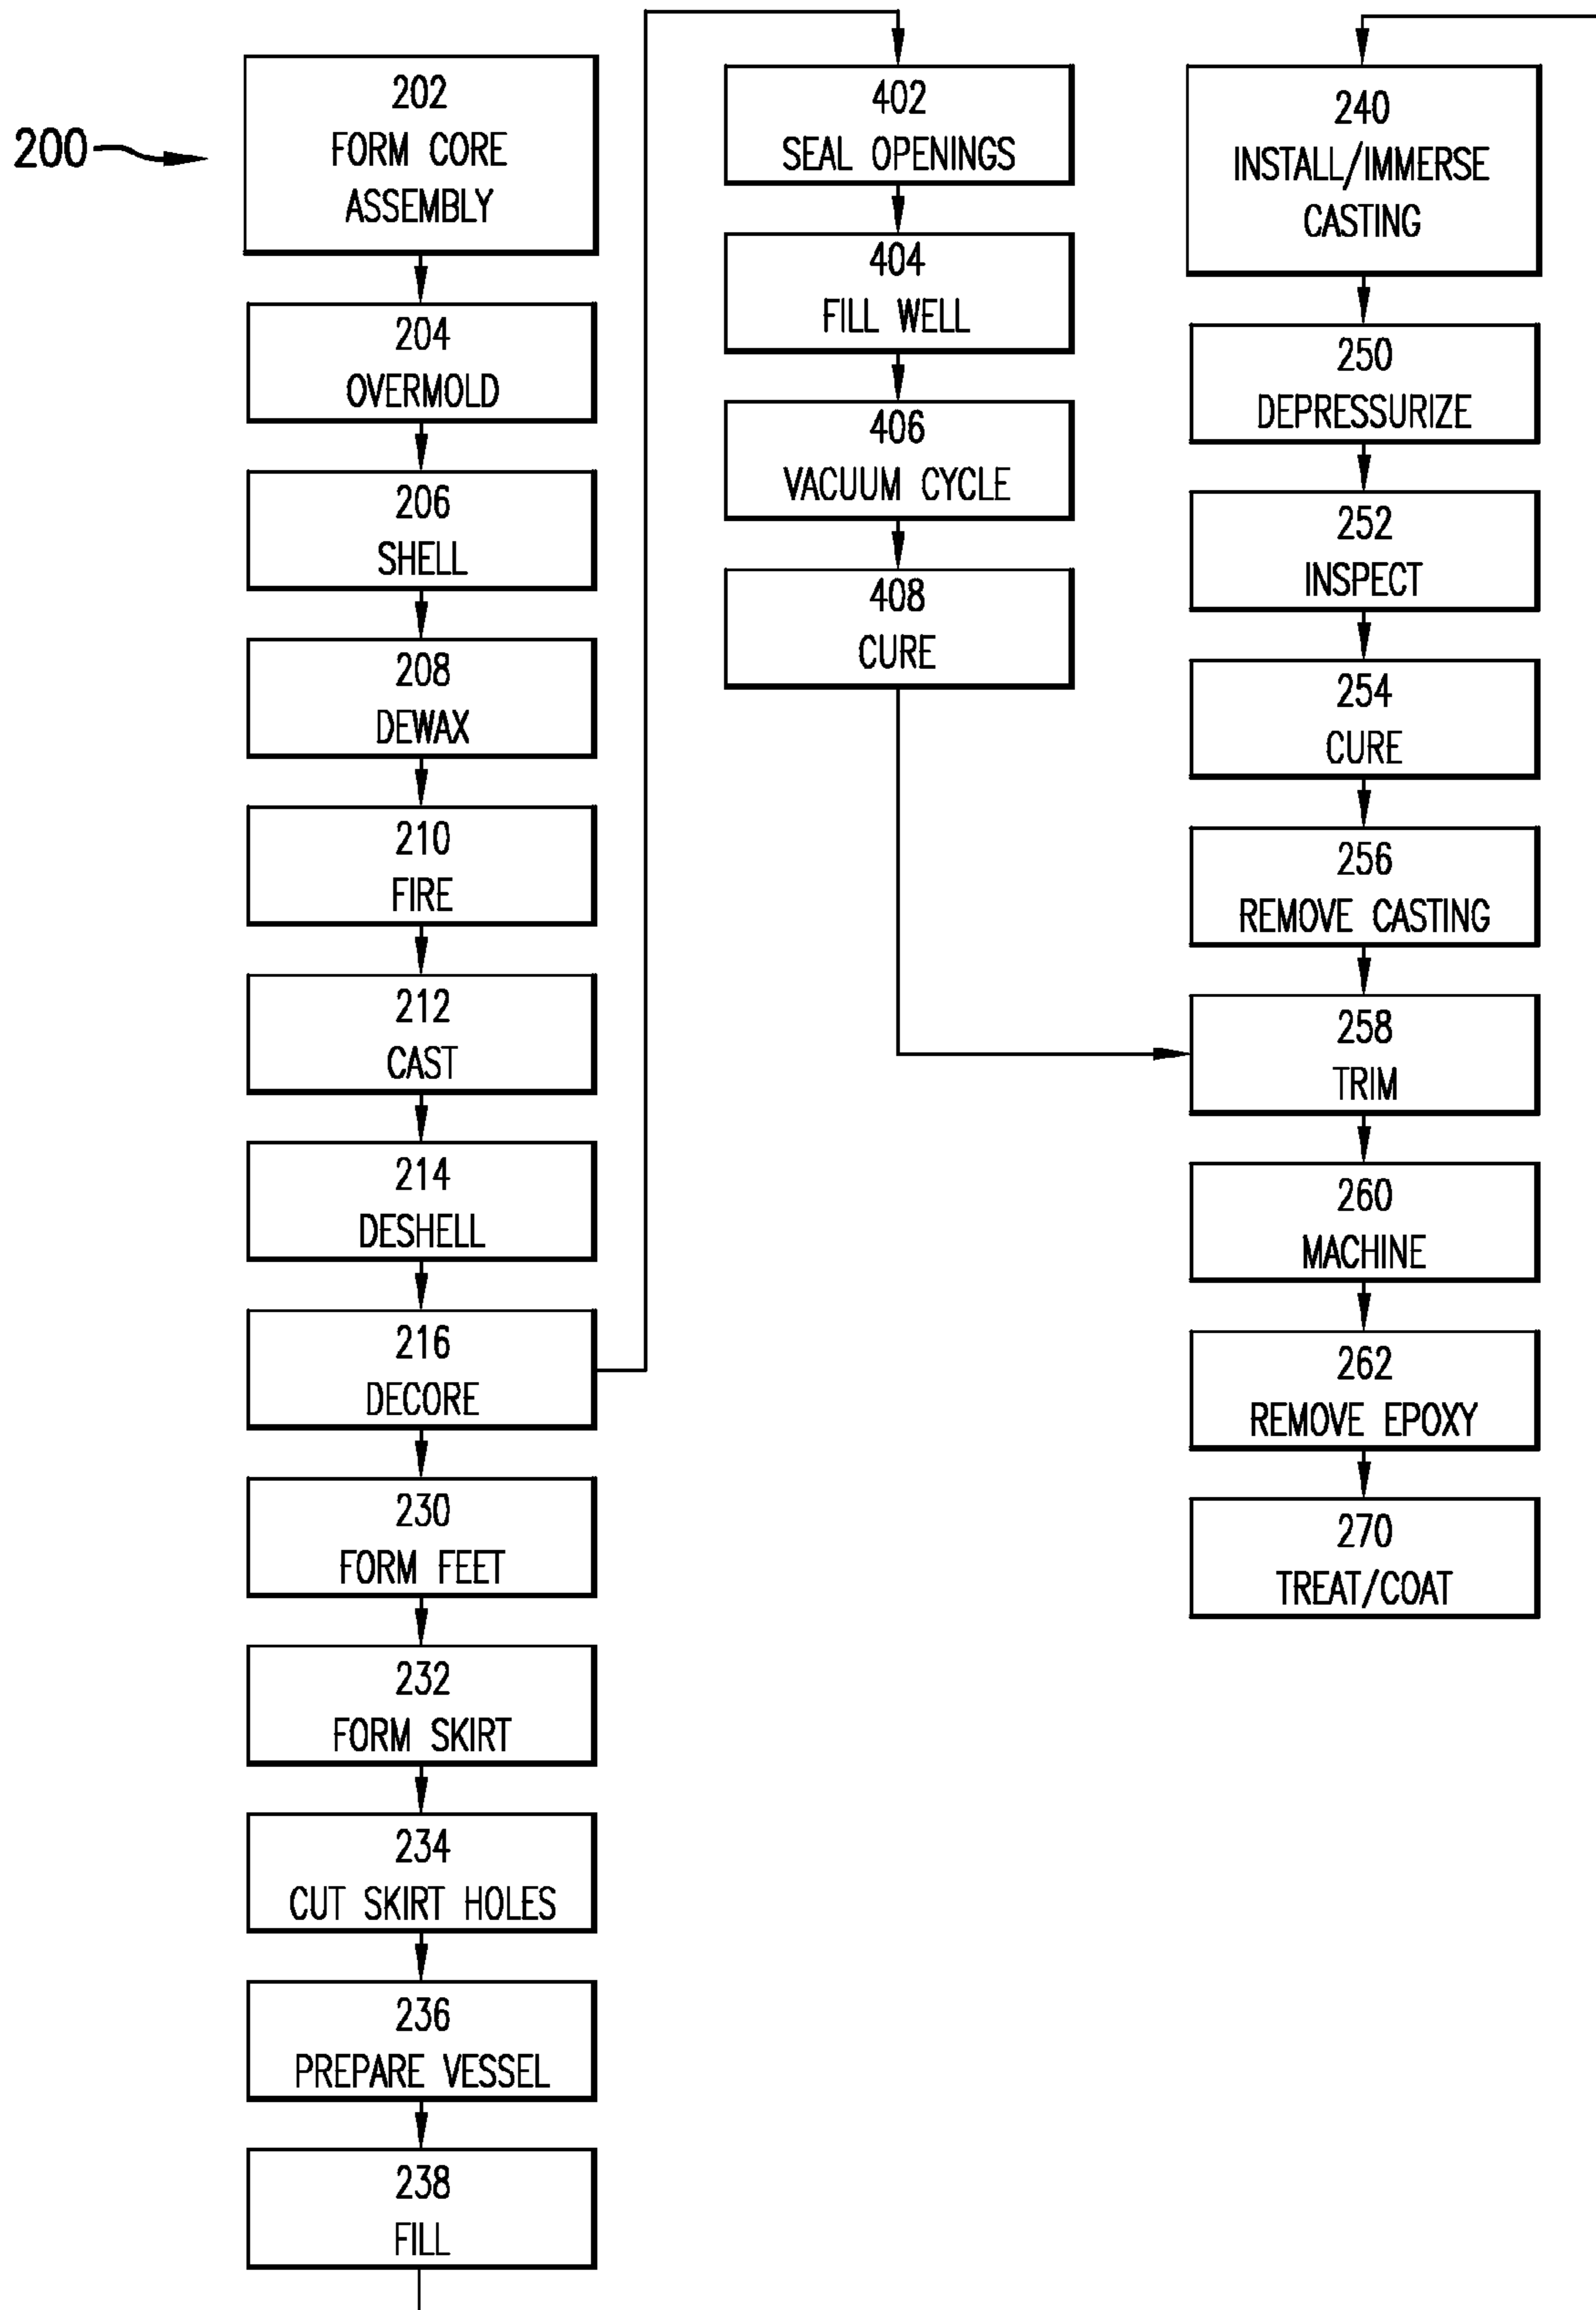 200
202
FORM CORE
ASSEMBLY
204
OVERMOLD
206
SHELL
208
DEWAX
210
FIRE
212
CAST
214
DESHELL
216
DECORE
230
FORM FEET
232
FORM SKIRT
234
CUT SKIRT HOLES
236
PREPARE VESSEL
238
FILL
402
SEAL OPENINGS
404
FILL WELL
406
VACUUM CYCLE
408
CURE
240
INSTALL/IMMERSE
CASTING
250
DEPRESSURIZE
252
INSPECT
254
CURE
256
REMOVE CASTING
258
TRIM
260
MACHINE
262
REMOVE EPOXY
270
TREAT/COAT